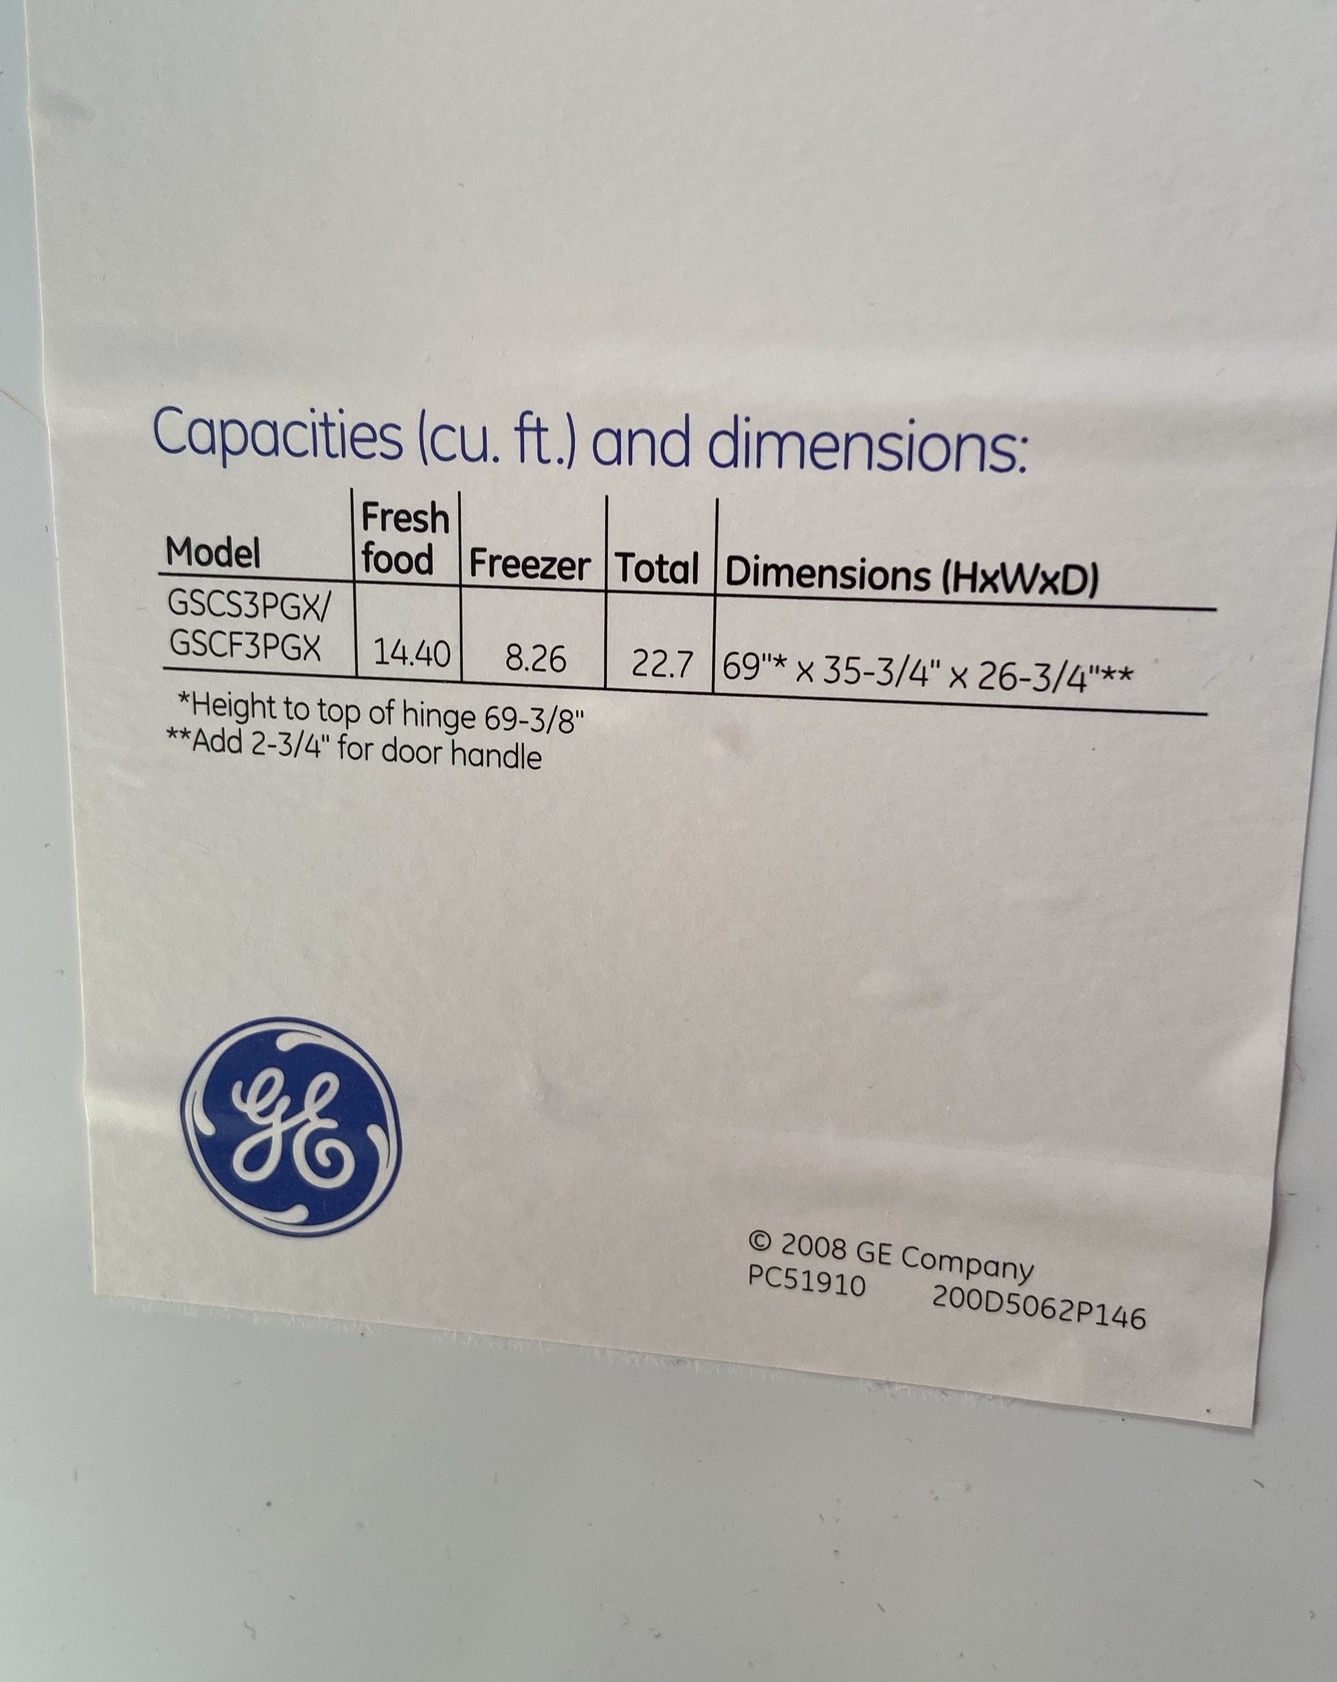 Capacities (cu. ft.) and dimensions:
Model Fresh food Freezer Total Dimensions (HxWxD)
GSCS3PGX/
GSCF3PGX 14.40 8.26 22.7 69"* x 35-3/4" x 26-3/4"**
*Height to top of hinge 69-3/8"
**Add 2-3/4" for door handle
GE
© 2008 GE Company
PC51910 200D5062P146